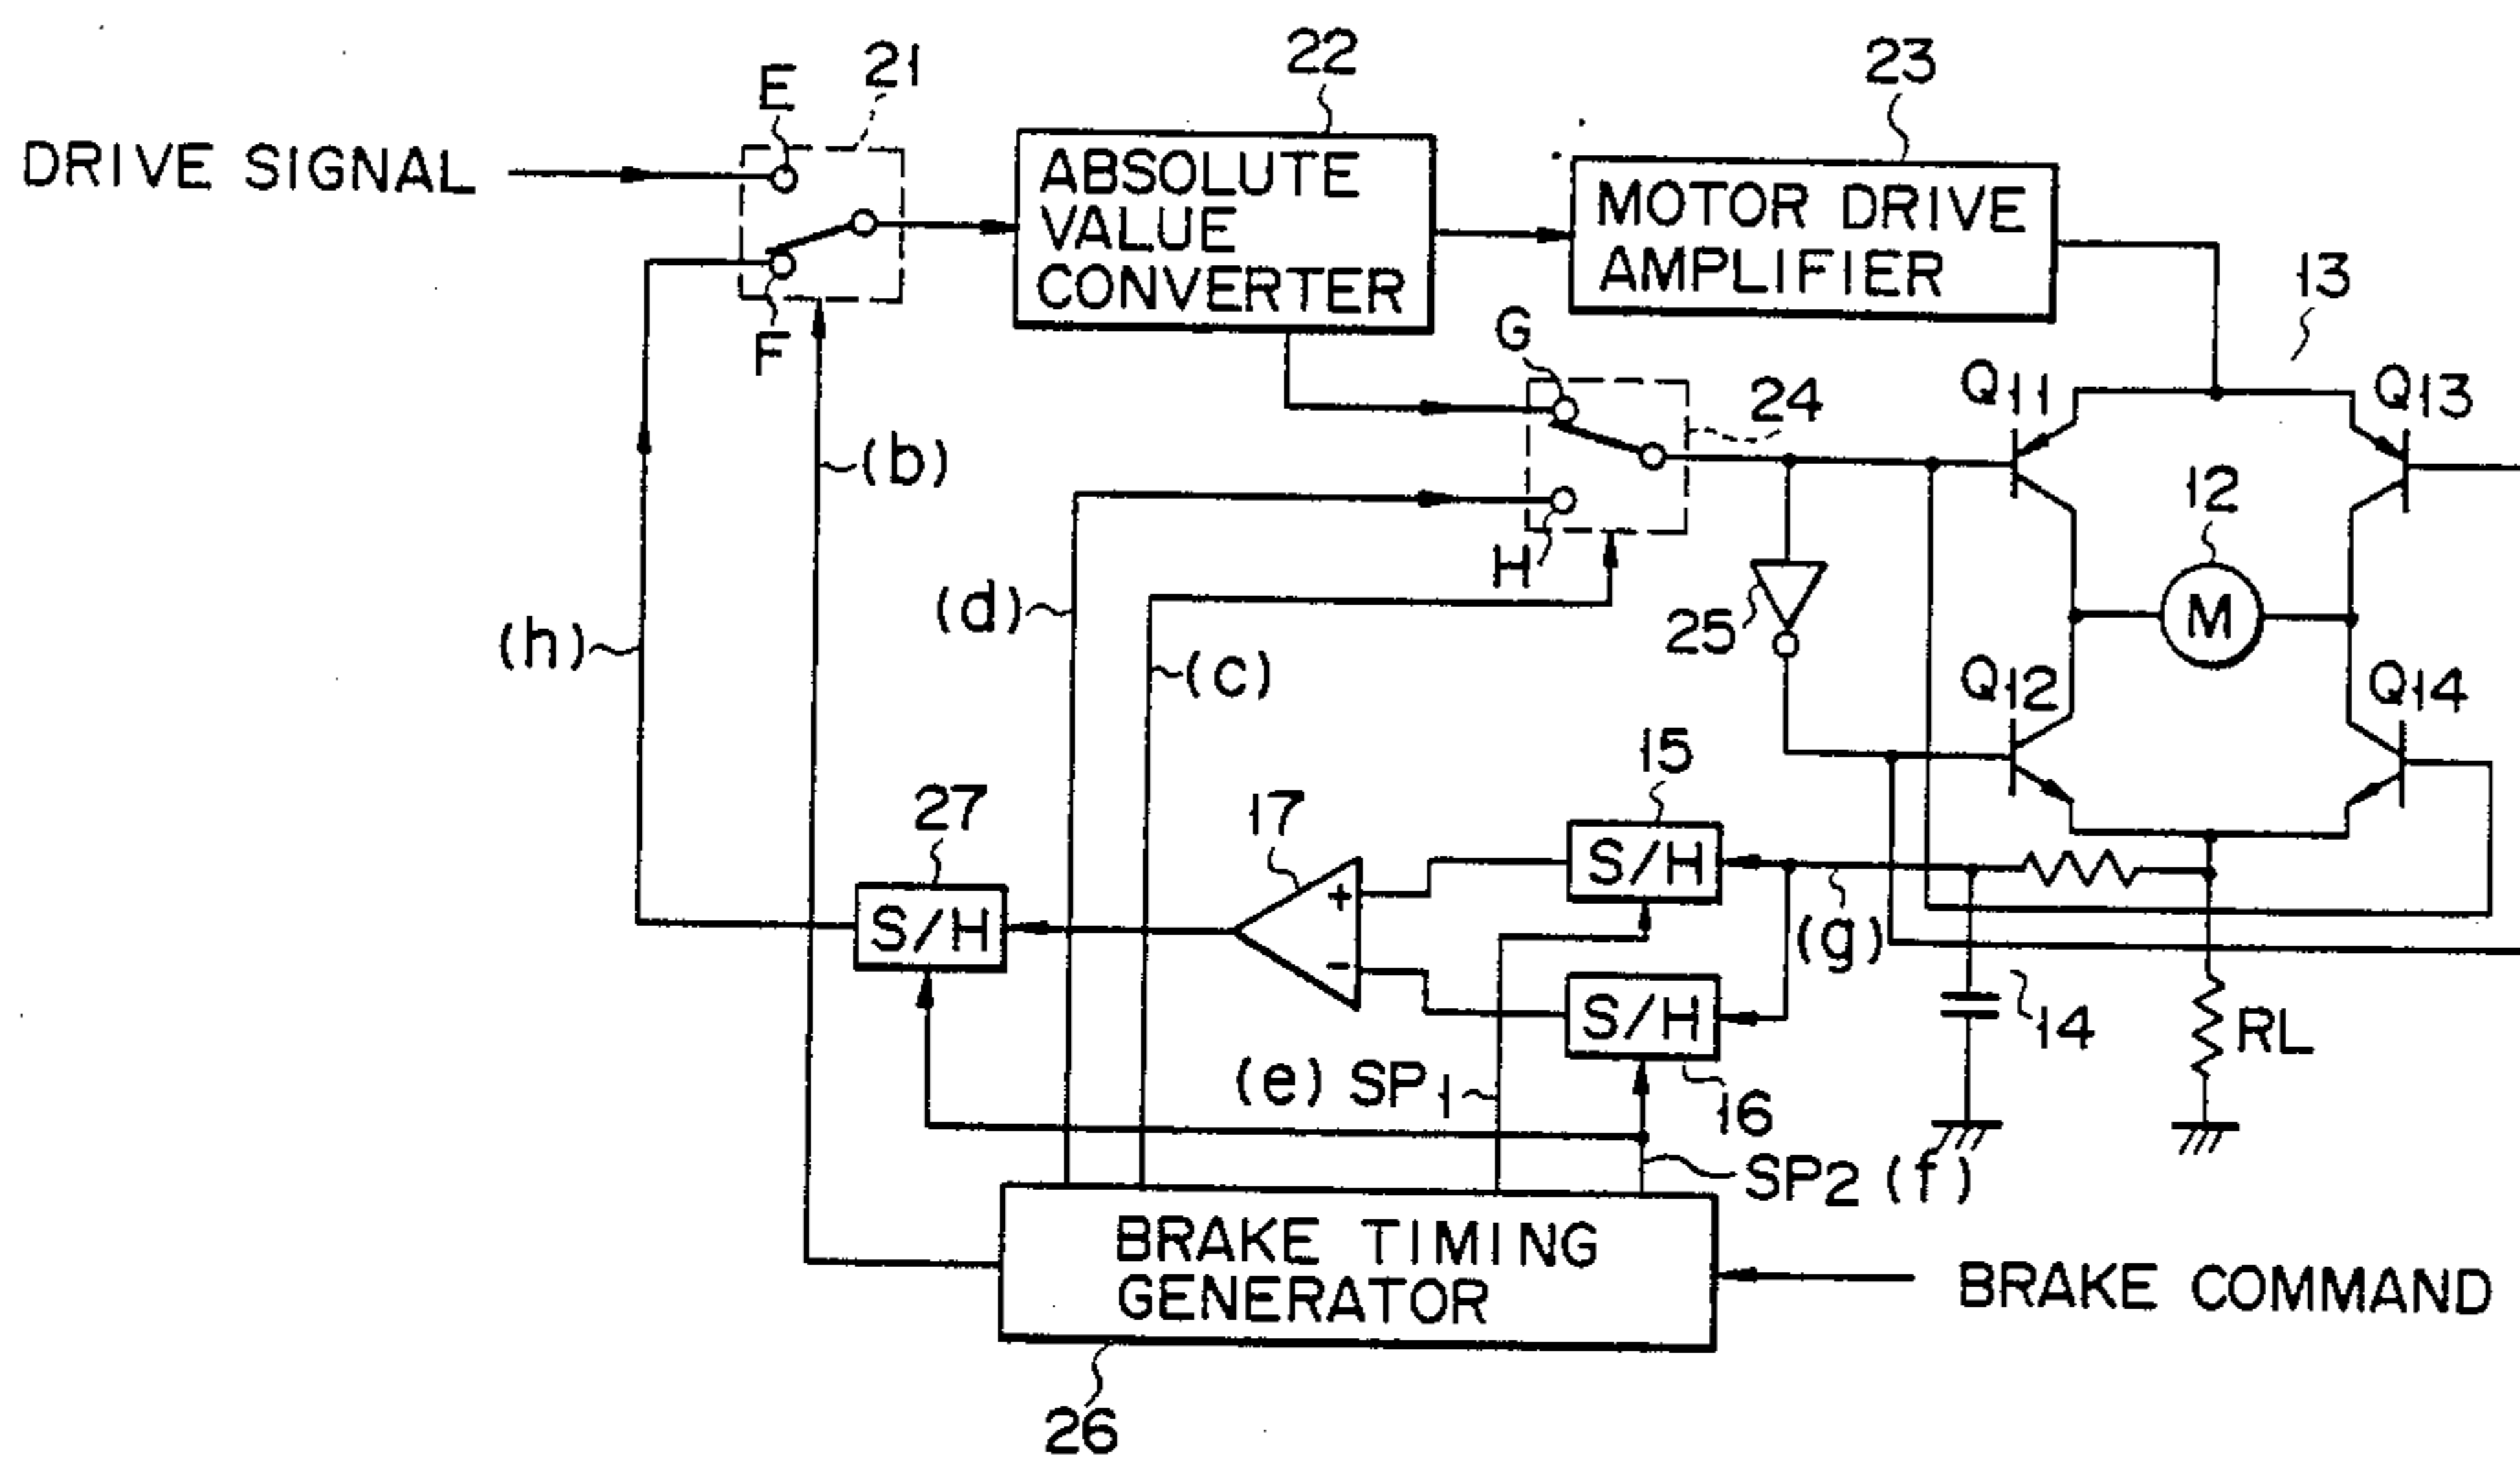 22
23
21
E
DRIVE SIGNAL
ABSOLUTE
VALUE
CONVERTER
MOTOR DRIVE
AMPLIFIER
13
F
G
24
Q11
Q13
(b)
12
H
(d)
25
M
(h)
(c)
Q12
Q14
15
27
17
S/H
S/H
+
-
(g)
S/H
14
RL
(e) SP1
16
SP2 (f)
BRAKE TIMING
GENERATOR
BRAKE COMMAND
26